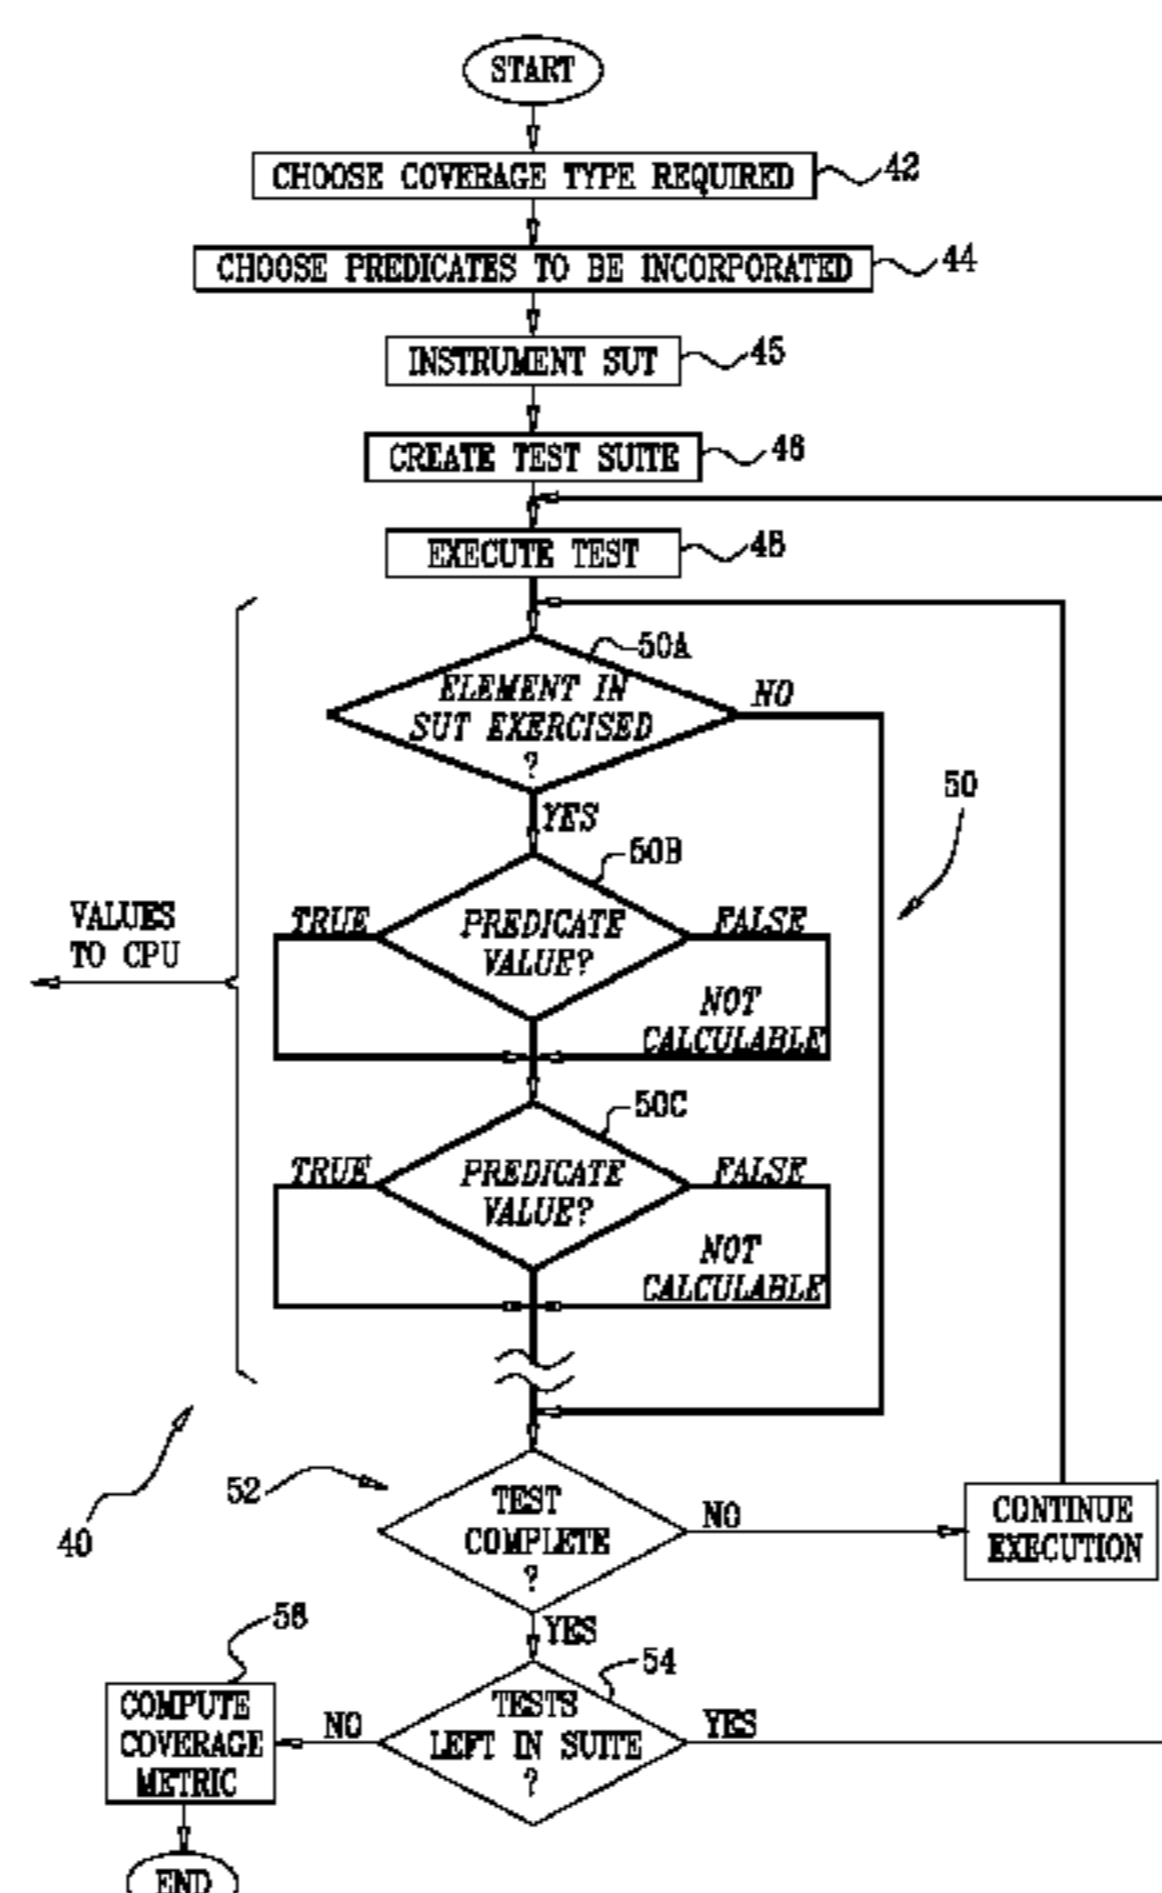 START
CHOOSE COVERAGE TYPE REQUIRED
42
CHOOSE PREDICATES TO BE INCORPORATED
44
INSTRUMENT SUT
45
CREATE TEST SUITE
46
EXECUTE TEST
48
50A
ELEMENT IN
SUT EXERCISED
?
NO
YES
50
50B
TRUE
PREDICATE
VALUE?
FALSE
NOT
CALCULABLE
VALUES
TO CPU
50C
TRUE
PREDICATE
VALUE?
FALSE
NOT
CALCULABLE
40
52
TEST
COMPLETE
?
NO
CONTINUE
EXECUTION
YES
54
TESTS
LEFT IN SUITE
?
YES
NO
56
COMPUTE
COVERAGE
METRIC
END